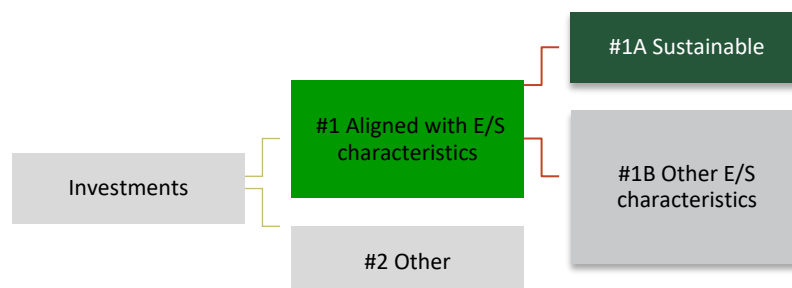 #1A Sustainable
#1 Aligned with E/S
characteristics
#1B Other E/S
characteristics
Investments
#2 Other